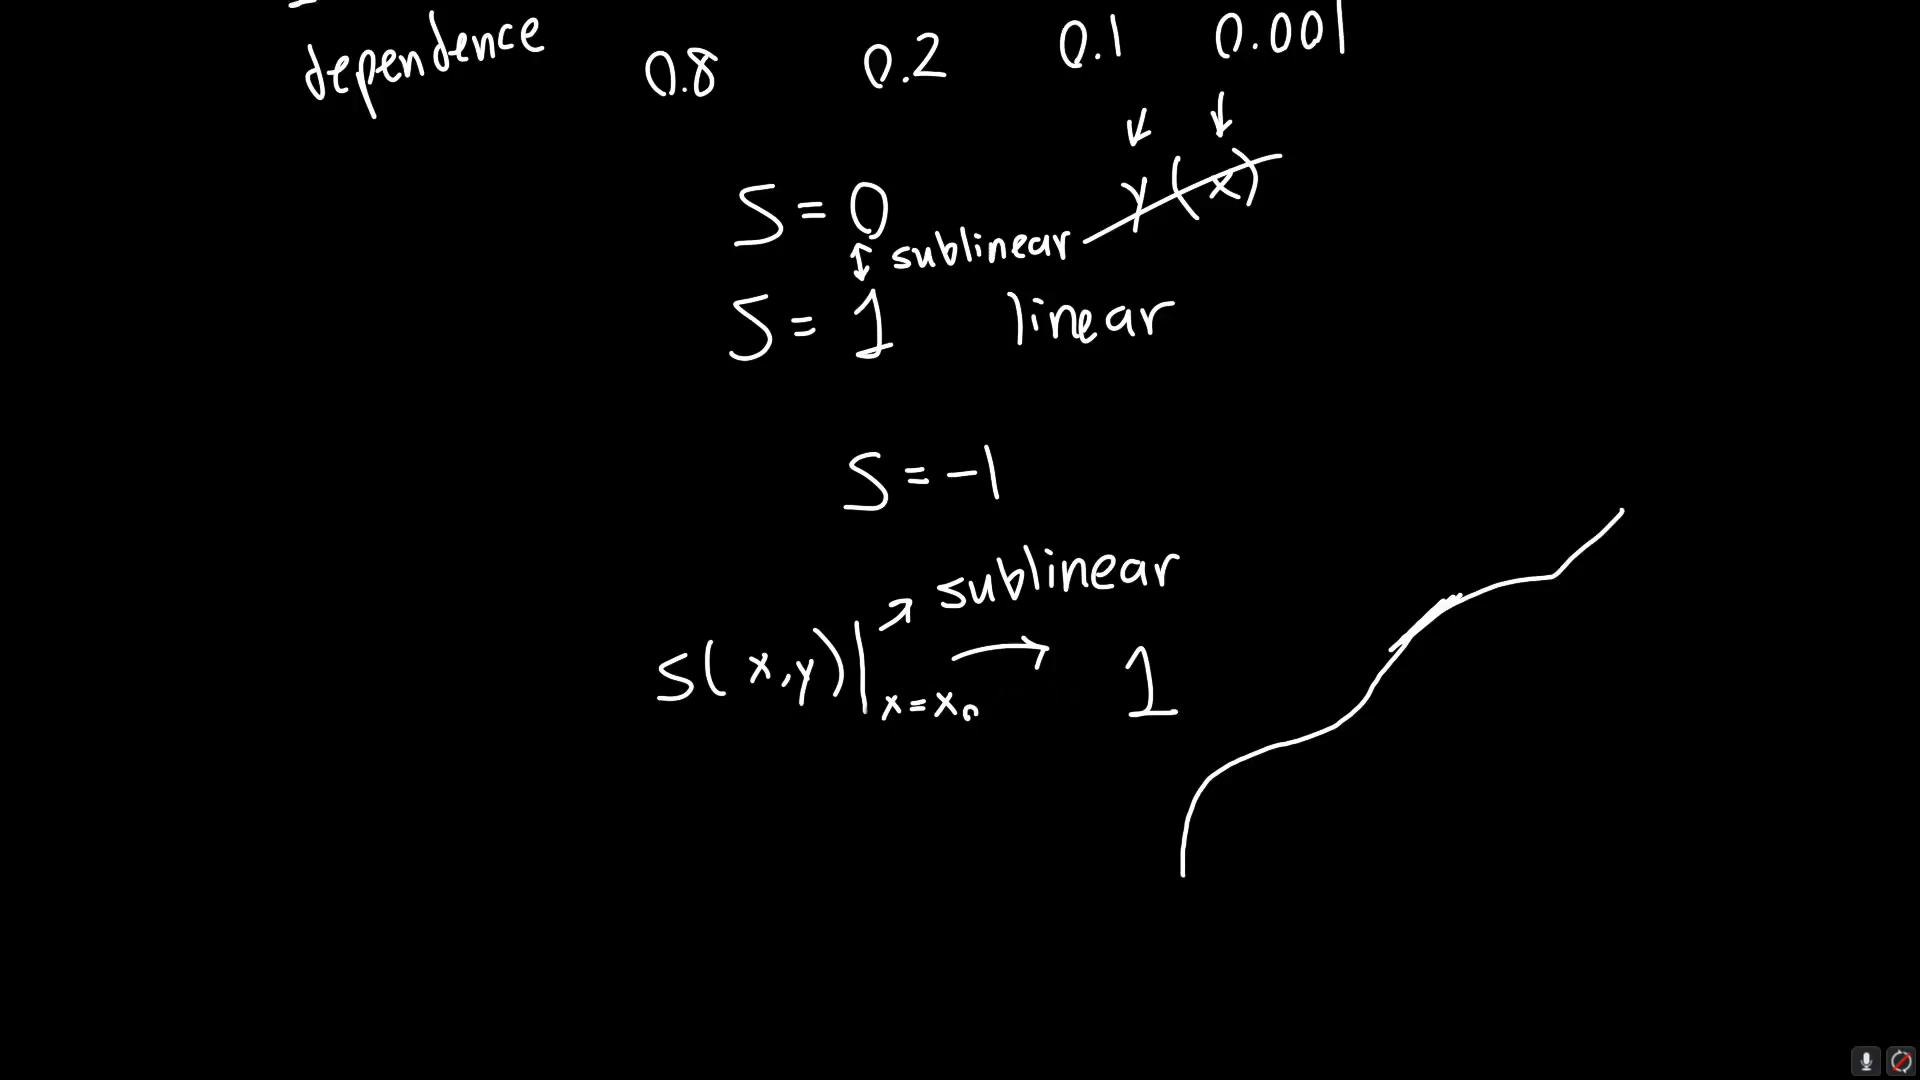 dependence 0.8 0.2 0.1 0.001
S = 0 y(x)
sublinear
S = 1 linear
S = -1
sublinear
S(x,y)|x=x0 → 1